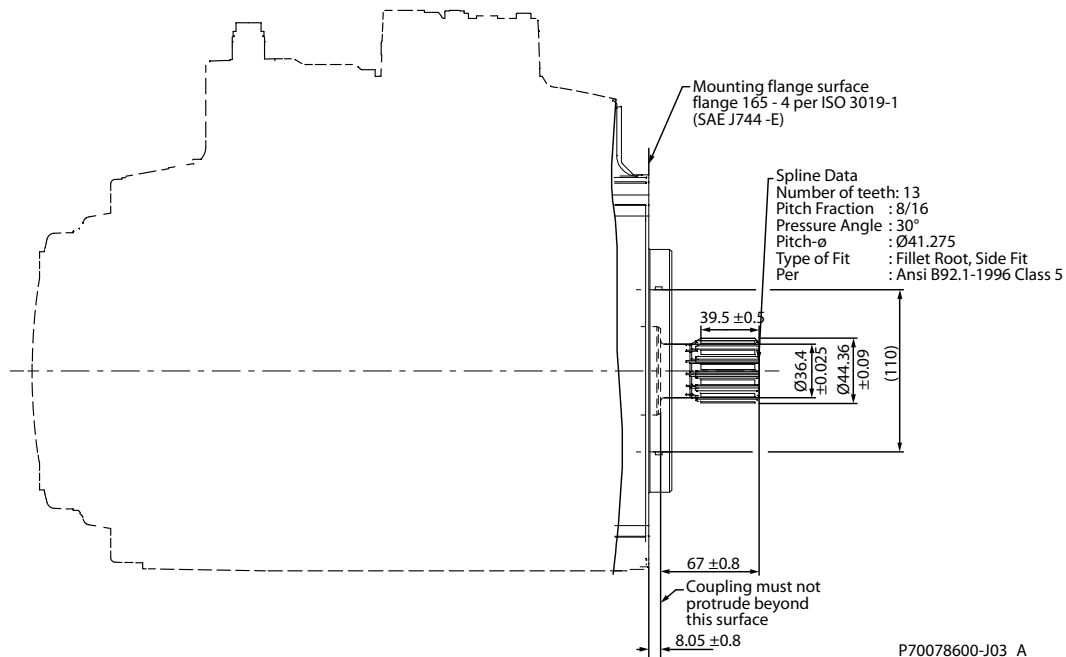 Mounting flange surface
flange 165 - 4 per ISO 3019-1
(SAE J744 -E)
Spline Data
Number of teeth: 13
Pitch Fraction : 8/16
Pressure Angle : 30°
Pitch-ø : Ø41.275
Type of Fit : Fillet Root, Side Fit
Per : Ansi B92.1-1996 Class 5
39.5 ±0.5
Ø36.4
±0.025
Ø44.36
±0.09
(110)
67 ±0.8
Coupling must not
protrude beyond
this surface
8.05 ±0.8
P70078600-J03 A